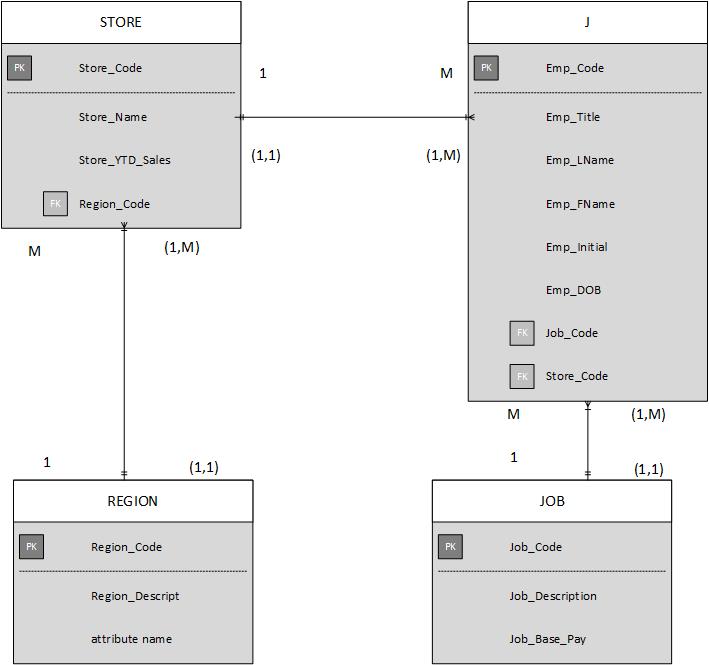 STORE
PK Store_Code
Store_Name
Store_YTD_Sales
FK Region_Code
1 M
(1,1) (1,M)
J
PK Emp_Code
Emp_Title
Emp_LName
Emp_FName
Emp_Initial
Emp_DOB
FK Job_Code
FK Store_Code
M (1,M)
1 (1,1)
M (1,M)
1 (1,1)
REGION
PK Region_Code
Region_Descript
attribute name
JOB
PK Job_Code
Job_Description
Job_Base_Pay